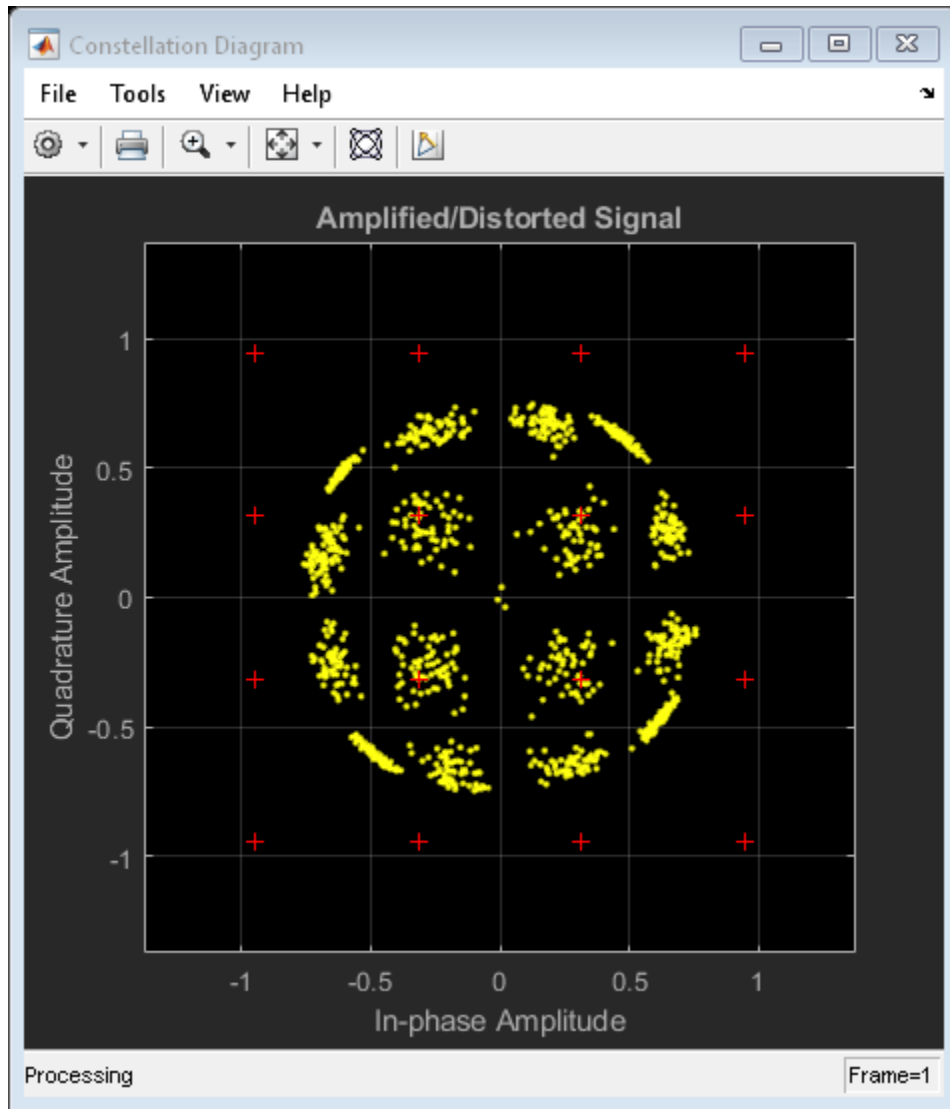 Constellation Diagram
File Tools View Help
Amplified/Distorted Signal
1
0.5
0
-0.5
-1
Quadrature Amplitude
-1 -0.5 0 0.5 1
In-phase Amplitude
Processing Frame=1